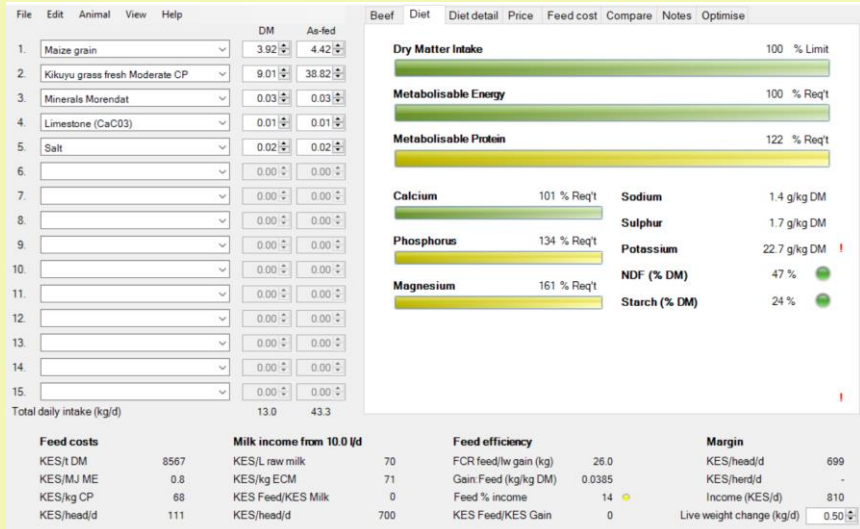 File Edit Animal View Help
DM As-fed
1. Maize grain 3.92 4.42
2. Kikuyu grass fresh Moderate CP 9.01 38.82
3. Minerals Morendat 0.03 0.03
4. Limestone (CaC03) 0.01 0.01
5. Salt 0.02 0.02
6. 0.00 0.00
7. 0.00 0.00
8. 0.00 0.00
9. 0.00 0.00
10. 0.00 0.00
11. 0.00 0.00
12. 0.00 0.00
13. 0.00 0.00
14. 0.00 0.00
15. 0.00 0.00
Total daily intake (kg/d) 13.0 43.3
Beef Diet Diet detail Price Feed cost Compare Notes Optimise
Dry Matter Intake 100 % Limit
Metabolisable Energy 100 % Req't
Metabolisable Protein 122 % Req't
Calcium 101 % Req't
Phosphorus 134 % Req't
Magnesium 161 % Req't
Sodium 1.4 g/kg DM
Sulphur 1.7 g/kg DM
Potassium 22.7 g/kg DM !
NDF (% DM) 47 %
Starch (% DM) 24 %
!
Feed costs
KES/t DM 8567
KES/MJ ME 0.8
KES/kg CP 68
KES/head/d 111
Milk income from 10.0 l/d
KES/L raw milk 70
KES/kg ECM 71
KES Feed/KES Milk 0
KES/head/d 700
Feed efficiency
FCR feed/lw gain (kg) 26.0
Gain:Feed (kg/kg DM) 0.0385
Feed % income 14
KES Feed/KES Gain 0
Margin
KES/head/d 699
KES/herd/d -
Income (KES/d) 810
Live weight change (kg/d) 0.50